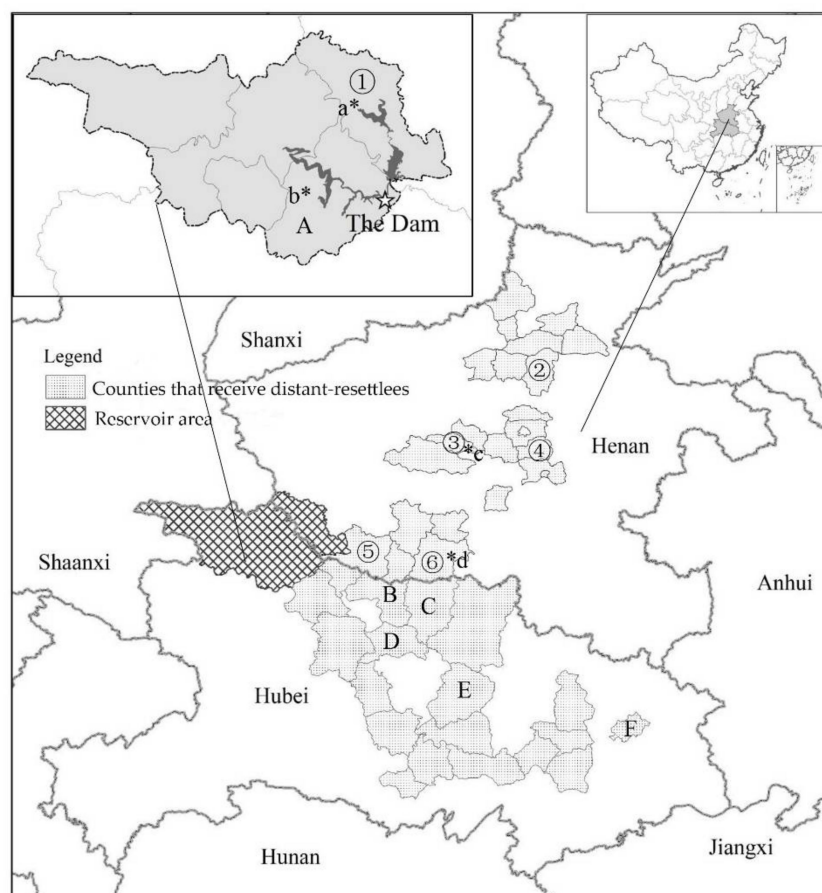 ①
a*
b*
A
The Dam
Shanxi
Legend
Counties that receive distant-resettlees
Reservoir area
②
③
*c
④
Henan
Shaanxi
⑤
⑥
*d
Anhui
B
C
D
Hubei
E
F
Hunan
Jiangxi